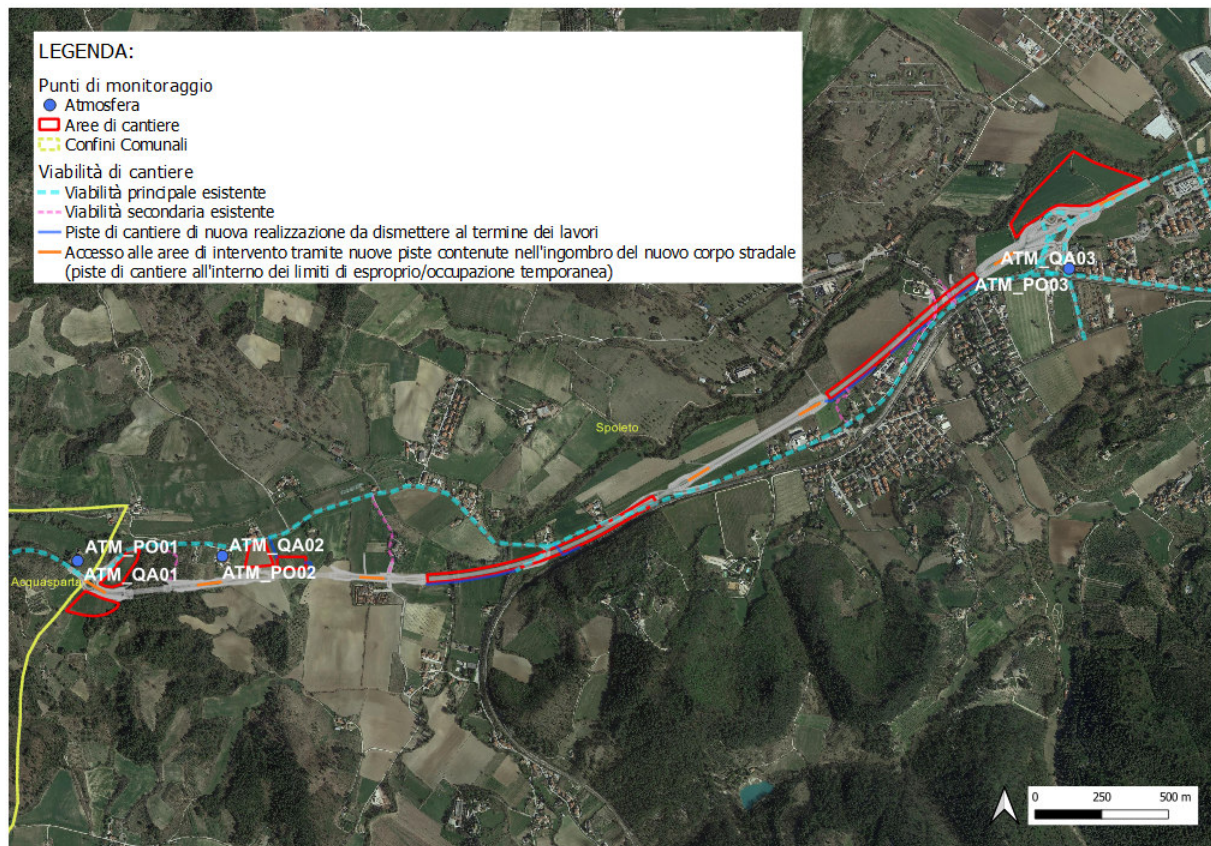 LEGENDA:
Punti di monitoraggio
Atmosfera
Aree di cantiere
Confini Comunali
Viabilità di cantiere
Viabilità principale esistente
Viabilità secondaria esistente
Piste di cantiere di nuova realizzazione da dismettere al termine dei lavori
Accesso alle aree di intervento tramite nuove piste contenute nell'ingombro del nuovo corpo stradale
(piste di cantiere all'interno dei limiti di esproprio/occupazione temporanea)
ATM_QA03
ATM_PO03
Spoleto
ATM_PO01
ATM_QA02
Acquasparta
ATM_QA01
ATM_PO02
0 250 500 m